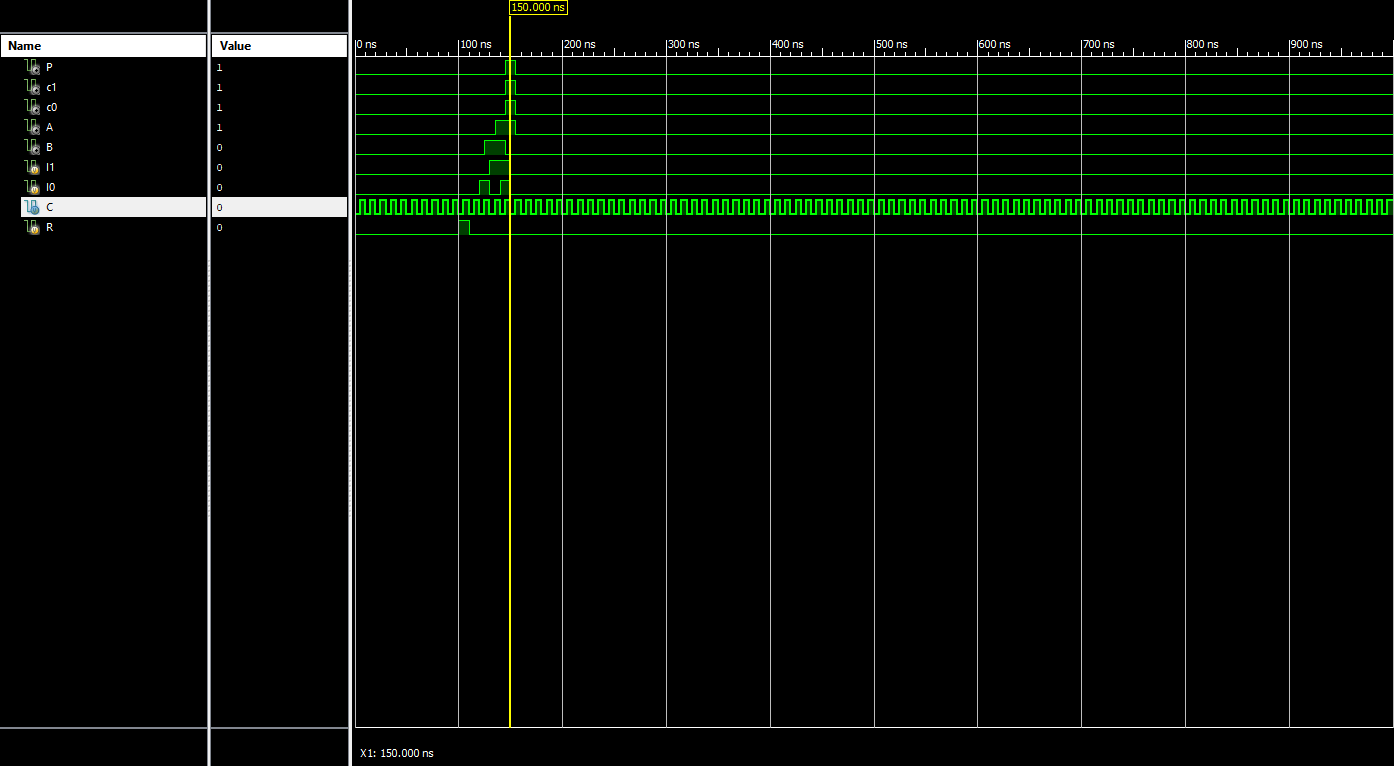 150.000 ns
Name Value
0 ns 100 ns 200 ns 300 ns 400 ns 500 ns 600 ns 700 ns 800 ns 900 ns
P 1
c1 1
c0 1
A 1
B 0
I1 0
I0 0
C 0
R 0
X1: 150.000 ns